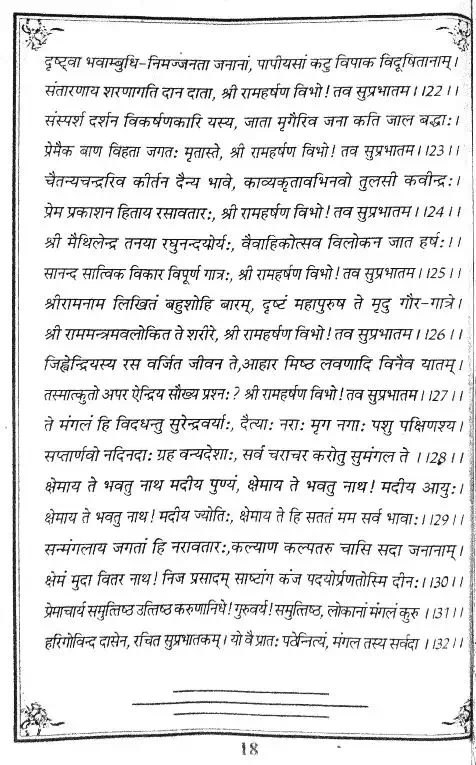 दृष्ट्वा भवाम्बुधि-निमज्जनता जनानां, पापीयसां कटु विपाक विदूषितानाम्।
संतारणाय शरणागति दान दाता, श्री रामहर्षण विभो! तव सुप्रभातम।।22।।
संस्पर्श दर्शन विकर्षणकारि यस्य, जाता मृगैरिव जना कति जाल बद्धाः।
प्रेमैक बाण विहता जगतः मृतास्ते, श्री रामहर्षण विभो! तव सुप्रभातम।।23।।
चैतन्यचन्द्ररिव कीर्तन दैन्य भावे, काव्यकृतावभिनवो तुलसी कवीन्द्रः।
प्रेम प्रकाशन हिताय रसावतारः, श्री रामहर्षण विभो! तव सुप्रभातम।।24।।
श्री मैथिलेन्द्र तनया रघुनन्दयोर्यः, वैवाहिकोत्सव विलोकन जात हर्षः।
सानन्द सात्विक विकार विपूर्ण गात्रः, श्री रामहर्षण विभो! तव सुप्रभातम।।25।।
श्रीरामनाम लिखितं बहुशोहि बारम्, दृष्टं महापुरुष ते मृदु गौर-गात्रे।
श्री राममन्त्रमवलोकित ते शरीरे, श्री रामहर्षण विभो! तव सुप्रभातम।।26।।
जिह्वेन्द्रियस्य रस वर्जित जीवन ते,आहार मिष्ठ लवणादि विनैव यातम्।
तस्मात्कुतो अपर ऐन्द्रिय सौख्य प्रश्नः? श्री रामहर्षण विभो! तव सुप्रभातम।।27।।
ते मंगलं हि विदधन्तु सुरेन्द्रवर्याः, दैत्याः नराः मृग नगाः पशु पक्षिणश्य।
सप्तार्णवो नदिनदाः ग्रह वन्यदेशाः, सर्व चराचर करोतु सुमंगल ते ।।28।।
क्षेमाय ते भवतु नाथ मदीय पुण्यं, क्षेमाय ते भवतु नाथ! मदीय आयुः।
क्षेमाय ते भवतु नाथ! मदीय ज्योतिः, क्षेमाय ते हि सततं मम सर्व भावाः।।29।।
सन्मंगलाय जगतां हि नरावतारः,कल्याण कल्पतरु चासि सदा जनानाम्।
क्षेमं मुदा वितर नाथ! निज प्रसादम् साष्टांग कंज पदयोर्प्रणतोस्मि दीनः।।30।।
प्रेमाचार्य समुत्तिष्ठ उत्तिष्ठ करुणानिधे! गुरुवर्य! समुत्तिष्ठ, लोकानां मंगलं कुरु ।।31।।
हरिगोविन्द दासेन, रचित सुप्रभातकम्। यो वै प्रातः पठेन्नित्यं, मंगल तस्य सर्वदा ।।32।।
18